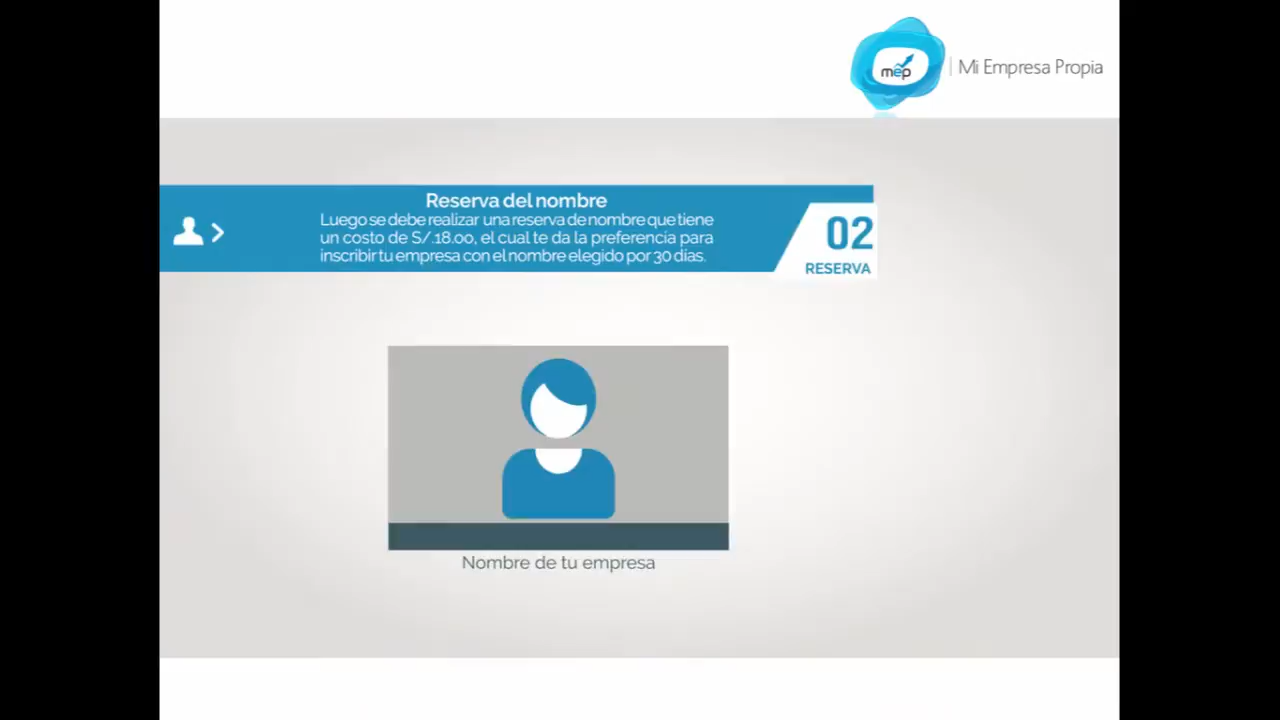 mep
Mi Empresa Propia
Reserva del nombre
Luego se debe realizar una reserva de nombre que tiene
un costo de S/.18.00, el cual te da la preferencia para
inscribir tu empresa con el nombre elegido por 30 días.
02
RESERVA
Nombre de tu empresa